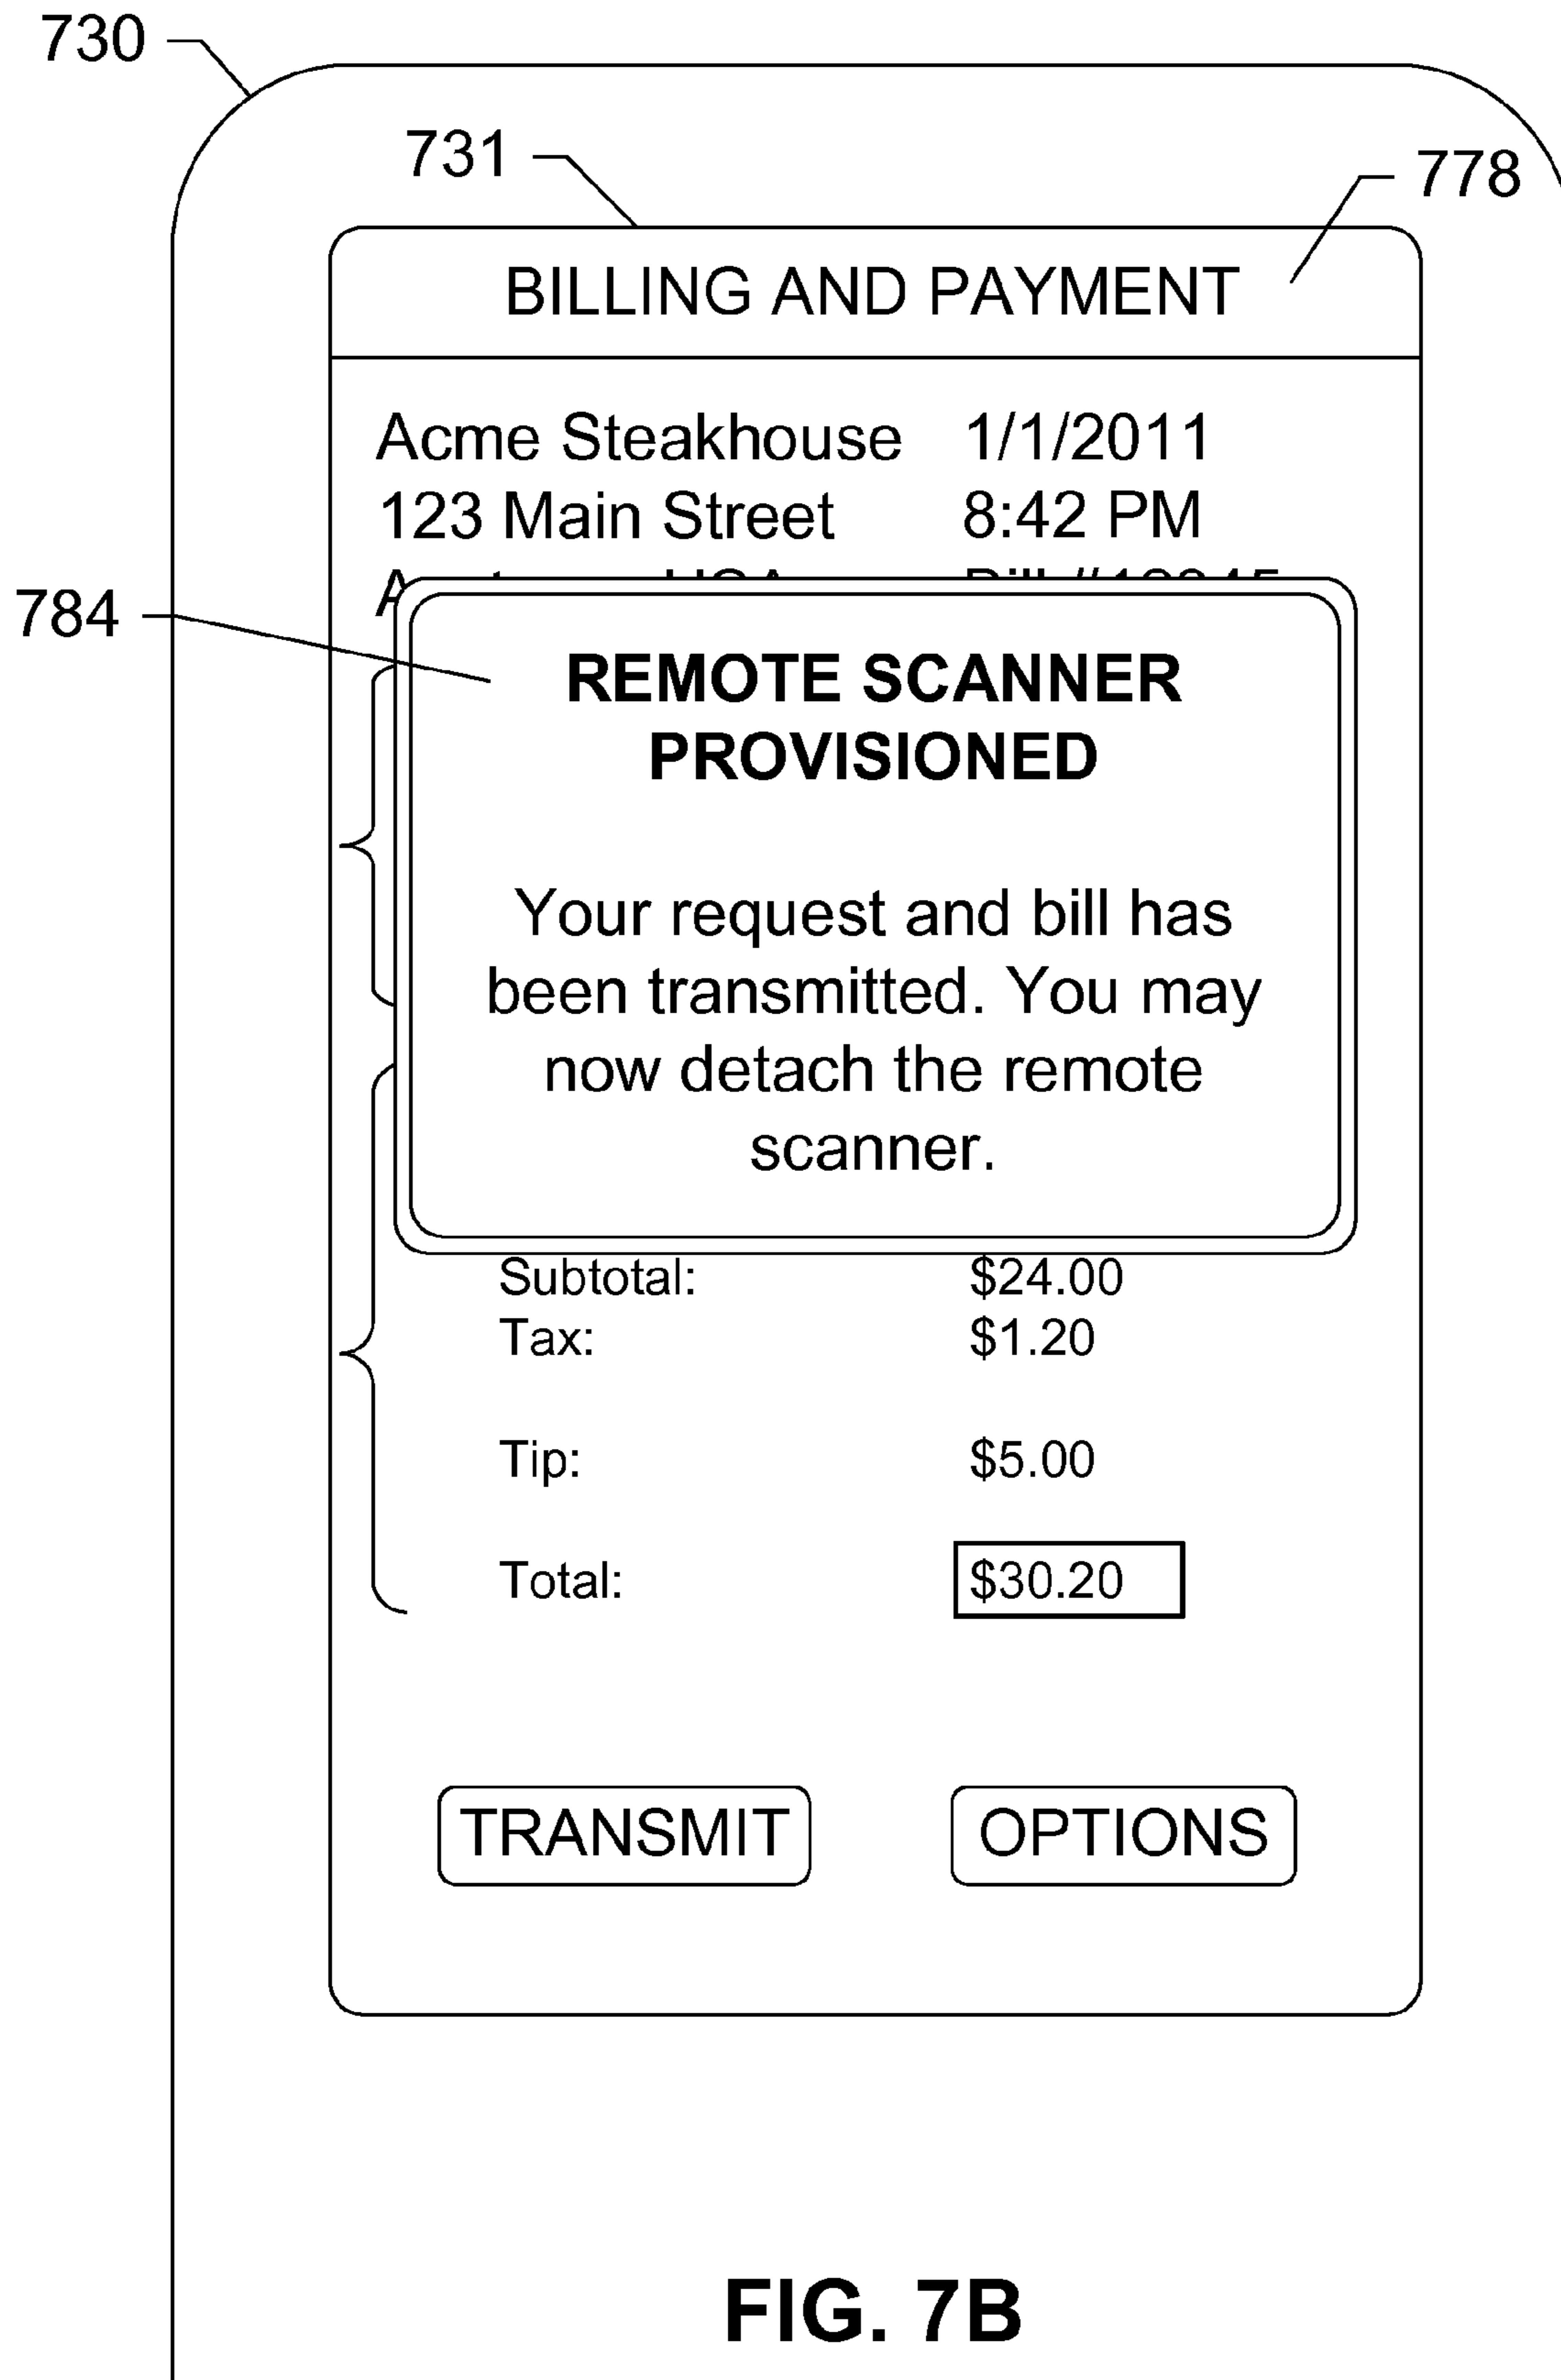 730
731
778
BILLING AND PAYMENT
Acme Steakhouse 1/1/2011
123 Main Street 8:42 PM
784
REMOTE SCANNER
PROVISIONED
Your request and bill has
been transmitted. You may
now detach the remote
scanner.
Subtotal: $24.00
Tax: $1.20
Tip: $5.00
Total: $30.20
TRANSMIT OPTIONS
FIG. 7B